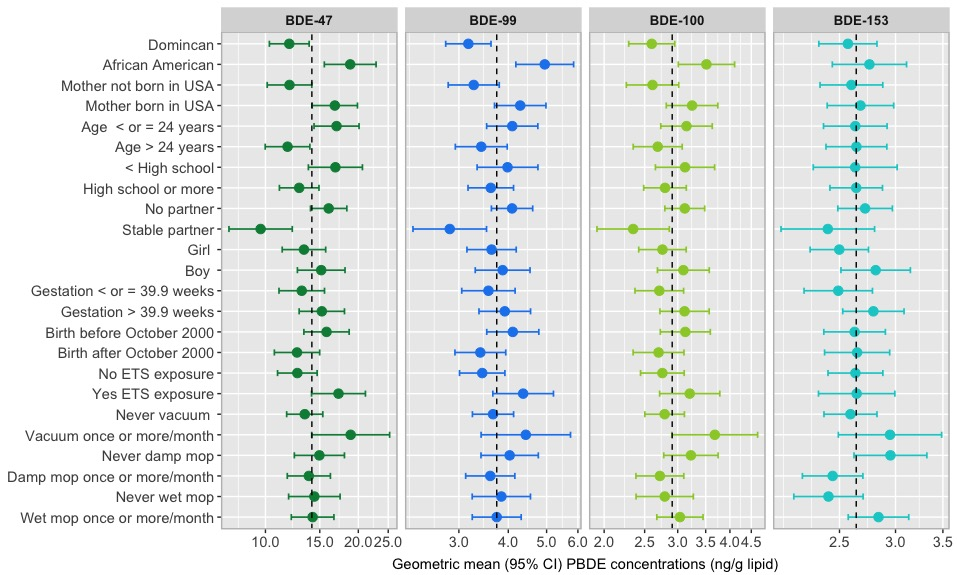 BDE-47 BDE-99 BDE-100 BDE-153
Domincan
African American
Mother not born in USA
Mother born in USA
Age  < or = 24 years
Age > 24 years
< High school
High school or more
No partner
Stable partner
Girl
Boy
Gestation < or = 39.9 weeks
Gestation > 39.9 weeks
Birth before October 2000
Birth after October 2000
No ETS exposure
Yes ETS exposure
Never vacuum
Vacuum once or more/month
Never damp mop
Damp mop once or more/month
Never wet mop
Wet mop once or more/month
10.0 15.0 20.0 25.0 3.0 4.0 5.0 6.0 2.0 2.5 3.0 3.5 4.0 4.5 2.5 3.0 3.5
Geometric mean (95% CI) PBDE concentrations (ng/g lipid)